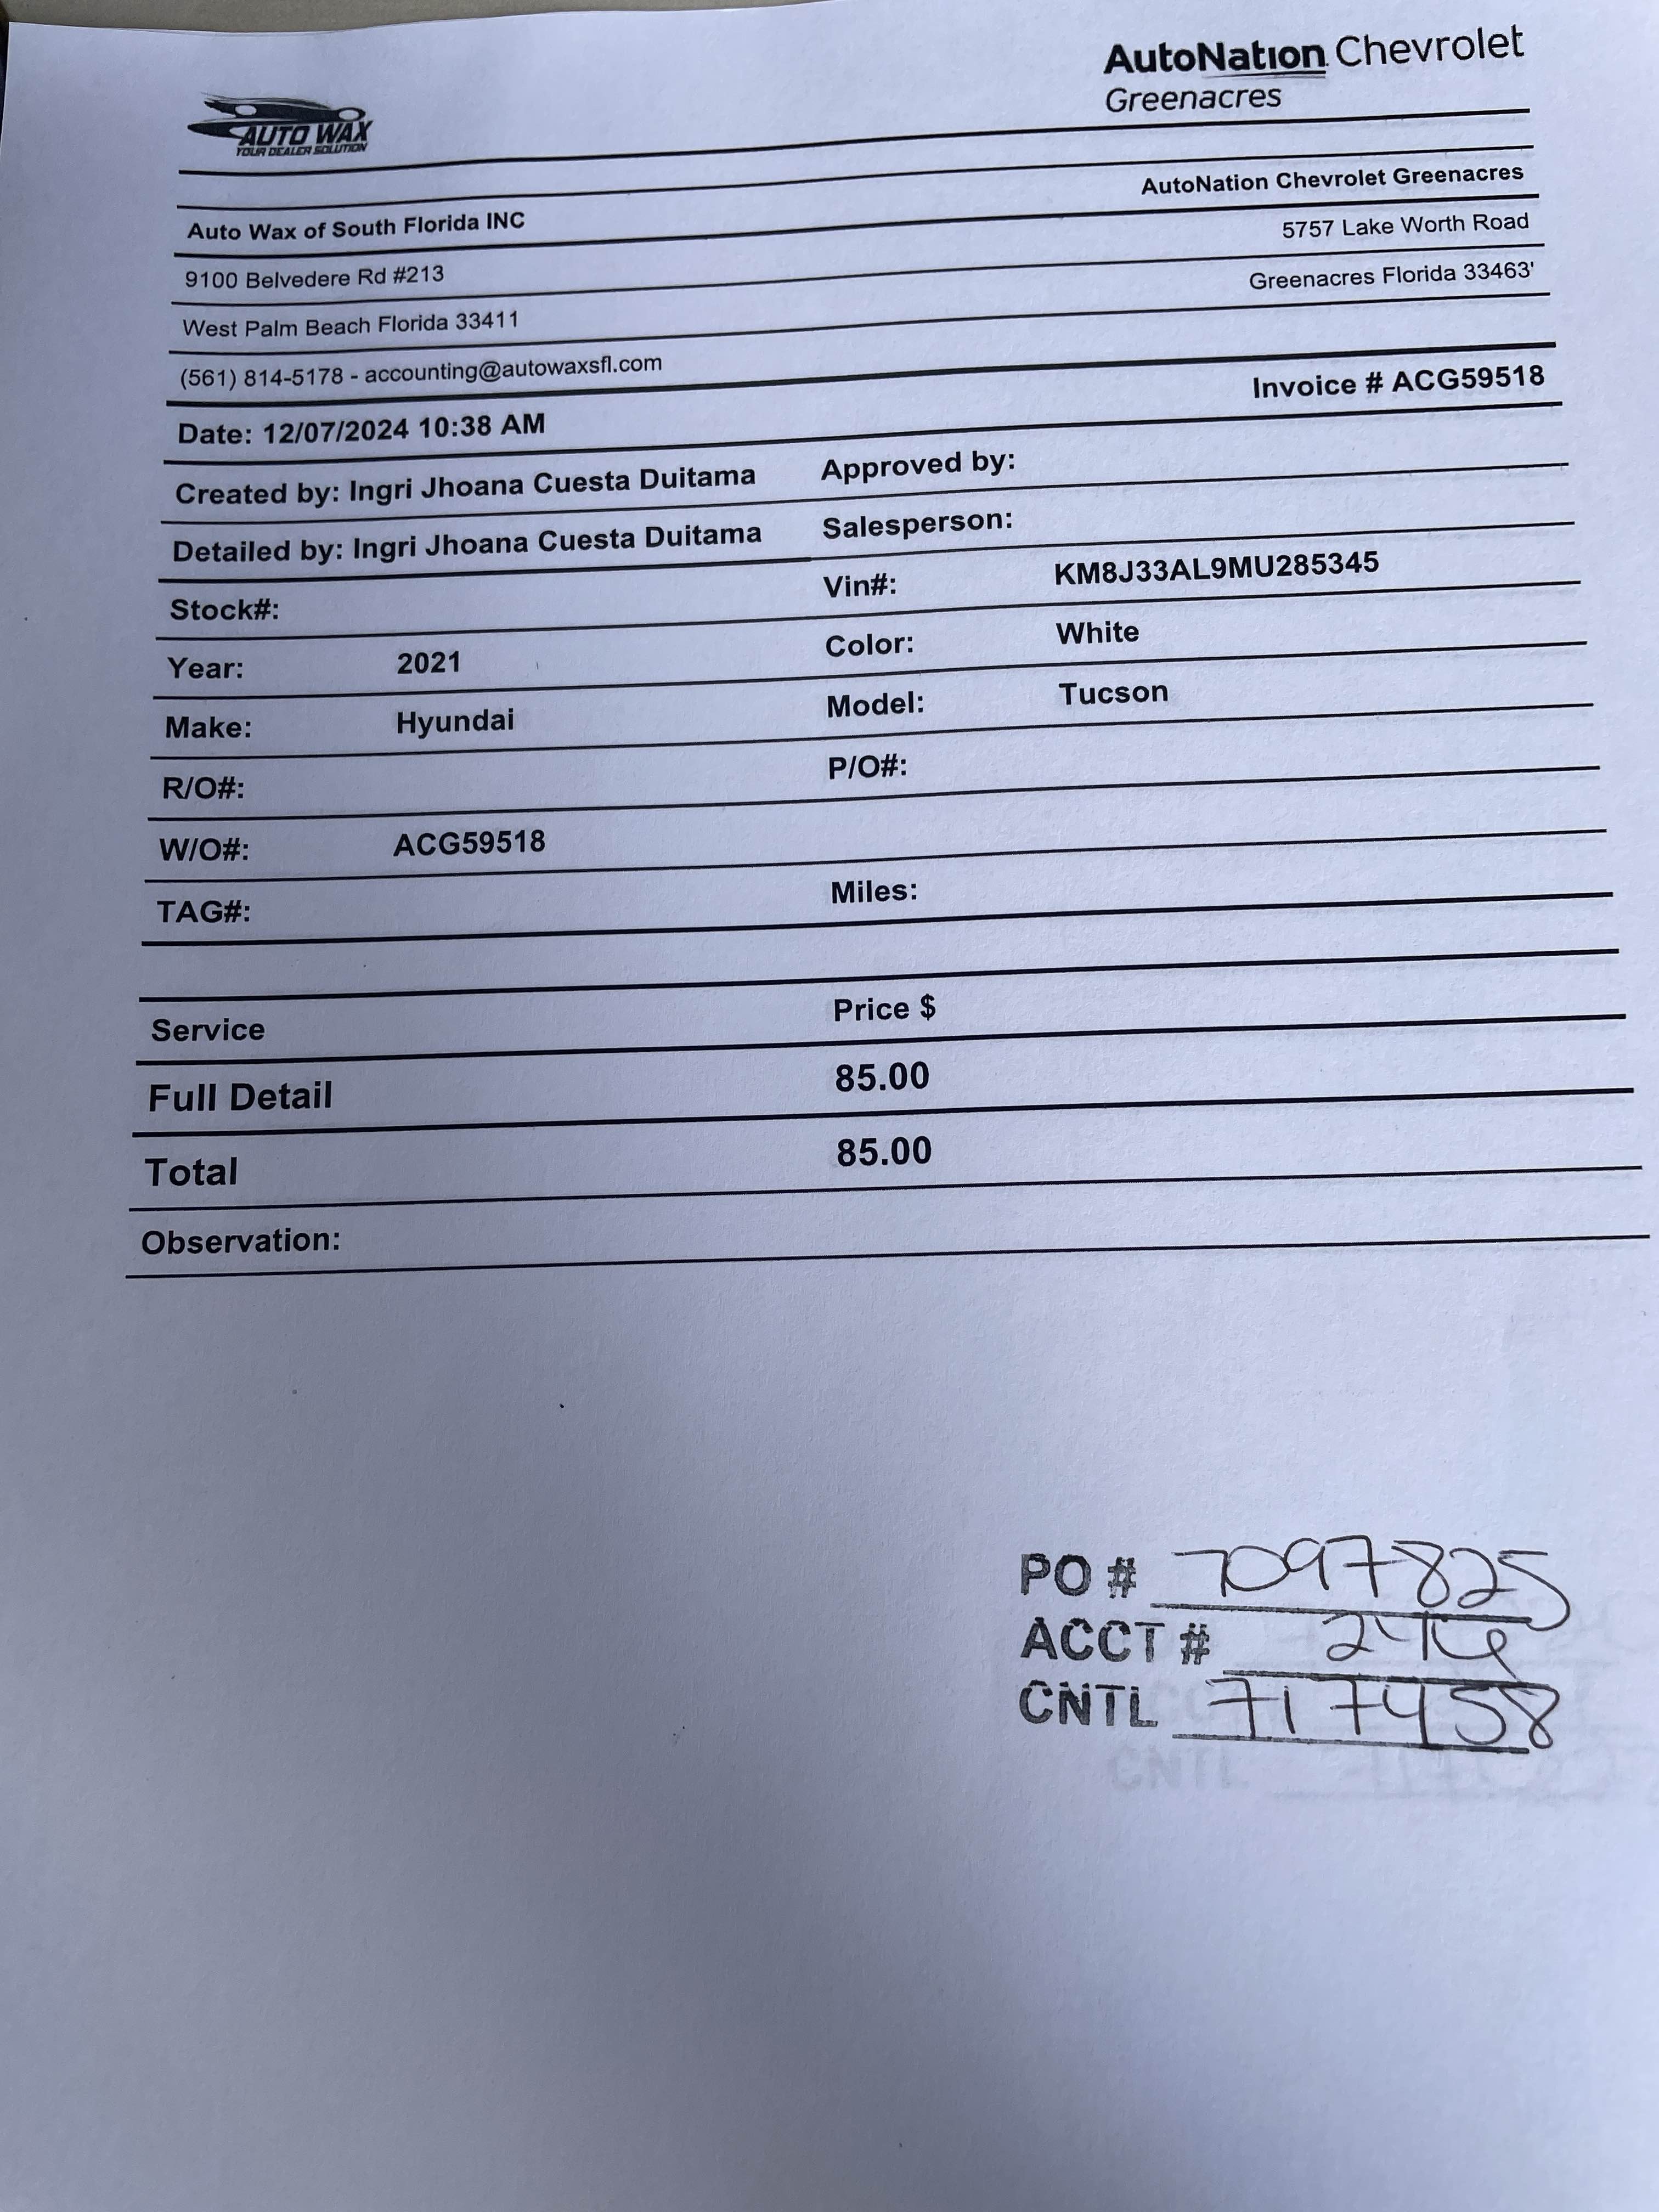 AUTO WAX
YOUR DEALER SOLUTION
AutoNation Chevrolet
Greenacres
Auto Wax of South Florida INC AutoNation Chevrolet Greenacres
9100 Belvedere Rd #213 5757 Lake Worth Road
West Palm Beach Florida 33411 Greenacres Florida 33463'
(561) 814-5178 - accounting@autowaxsfl.com
Date: 12/07/2024 10:38 AM Invoice # ACG59518
Created by: Ingri Jhoana Cuesta Duitama Approved by:
Detailed by: Ingri Jhoana Cuesta Duitama Salesperson:
Stock#: Vin#: KM8J33AL9MU285345
Year: 2021 Color: White
Make: Hyundai Model: Tucson
R/O#: P/O#:
W/O#: ACG59518
TAG#: Miles:
Service Price $
Full Detail 85.00
Total 85.00
Observation:
PO # 7097825
ACCT #
CNTL 717458
CNTL